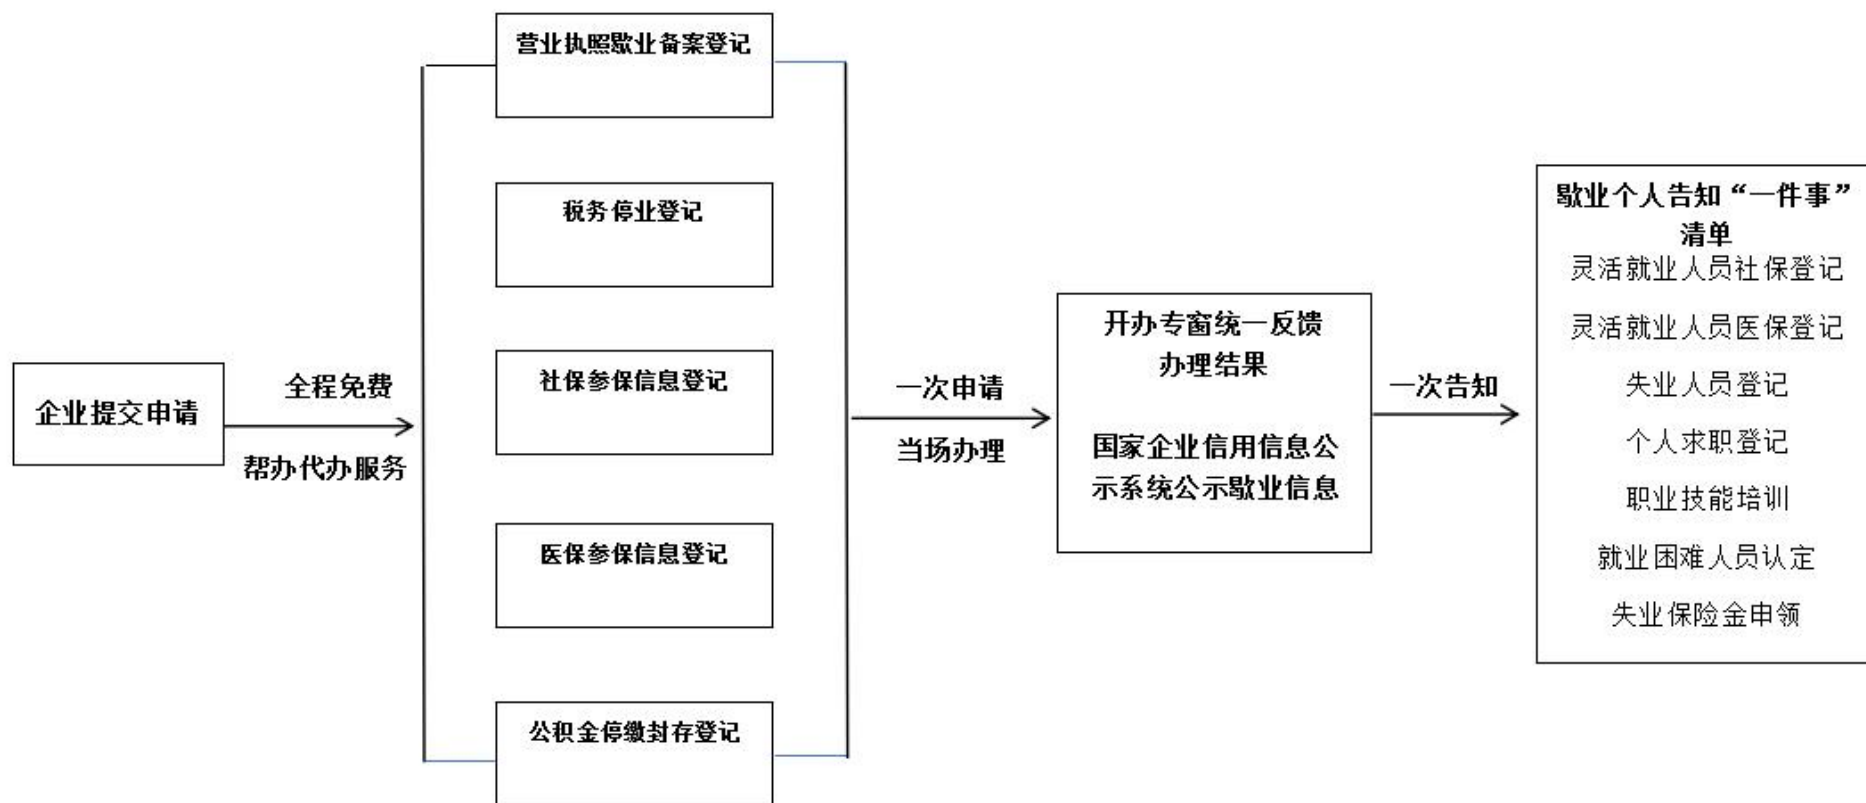 企业提交申请
全程免费
帮办代办服务
营业执照歇业备案登记
税务停业登记
社保参保信息登记
医保参保信息登记
公积金停缴封存登记
一次申请
当场办理
开办专窗统一反馈
办理结果
国家企业信用信息公
示系统公示歇业信息
一次告知
歇业个人告知“一件事”
清单
灵活就业人员社保登记
灵活就业人员医保登记
失业人员登记
个人求职登记
职业技能培训
就业困难人员认定
失业保险金申领